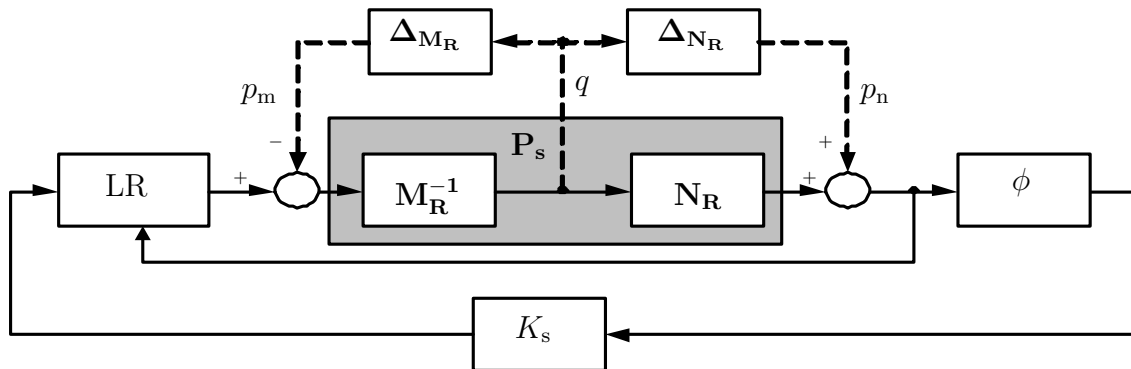 Δ_{M_R} Δ_{N_R}
p_m q p_n
− P_s +
LR + M_R^{-1} N_R + ϕ
K_s